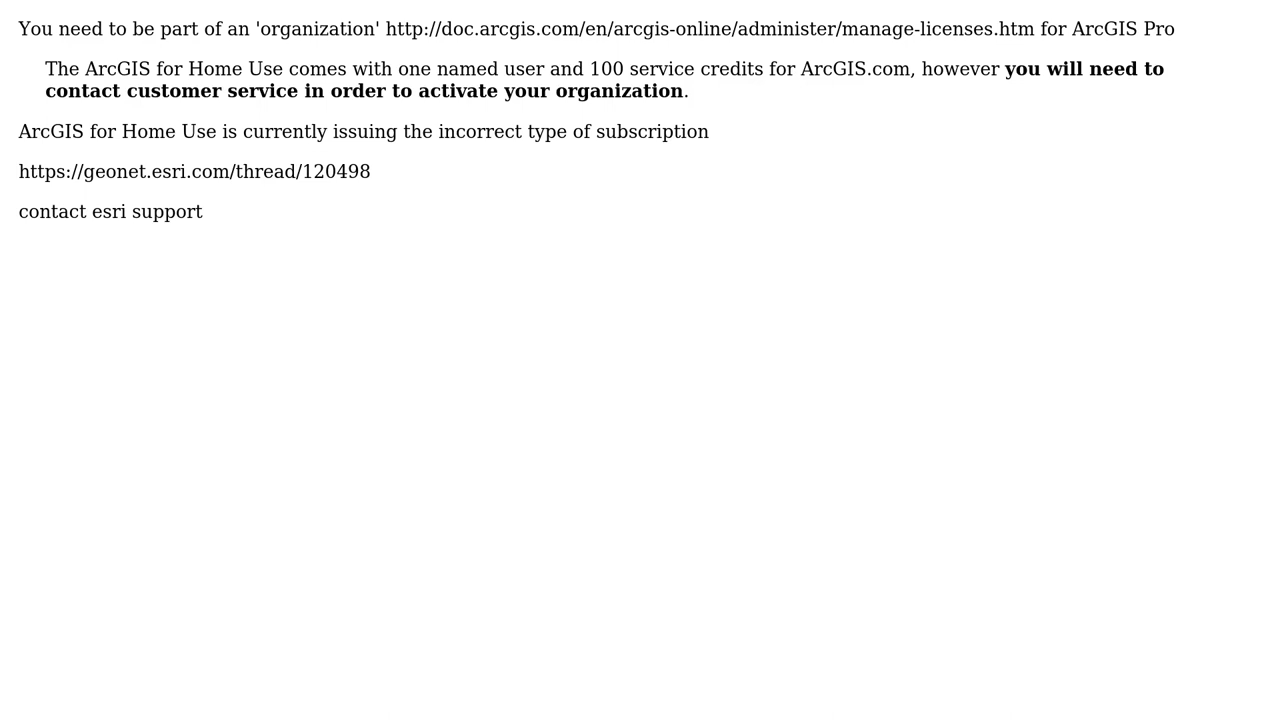 You need to be part of an 'organization' http://doc.arcgis.com/en/arcgis-online/administer/manage-licenses.htm for ArcGIS Pro
The ArcGIS for Home Use comes with one named user and 100 service credits for ArcGIS.com, however you will need to
contact customer service in order to activate your organization.
ArcGIS for Home Use is currently issuing the incorrect type of subscription
https://geonet.esri.com/thread/120498
contact esri support